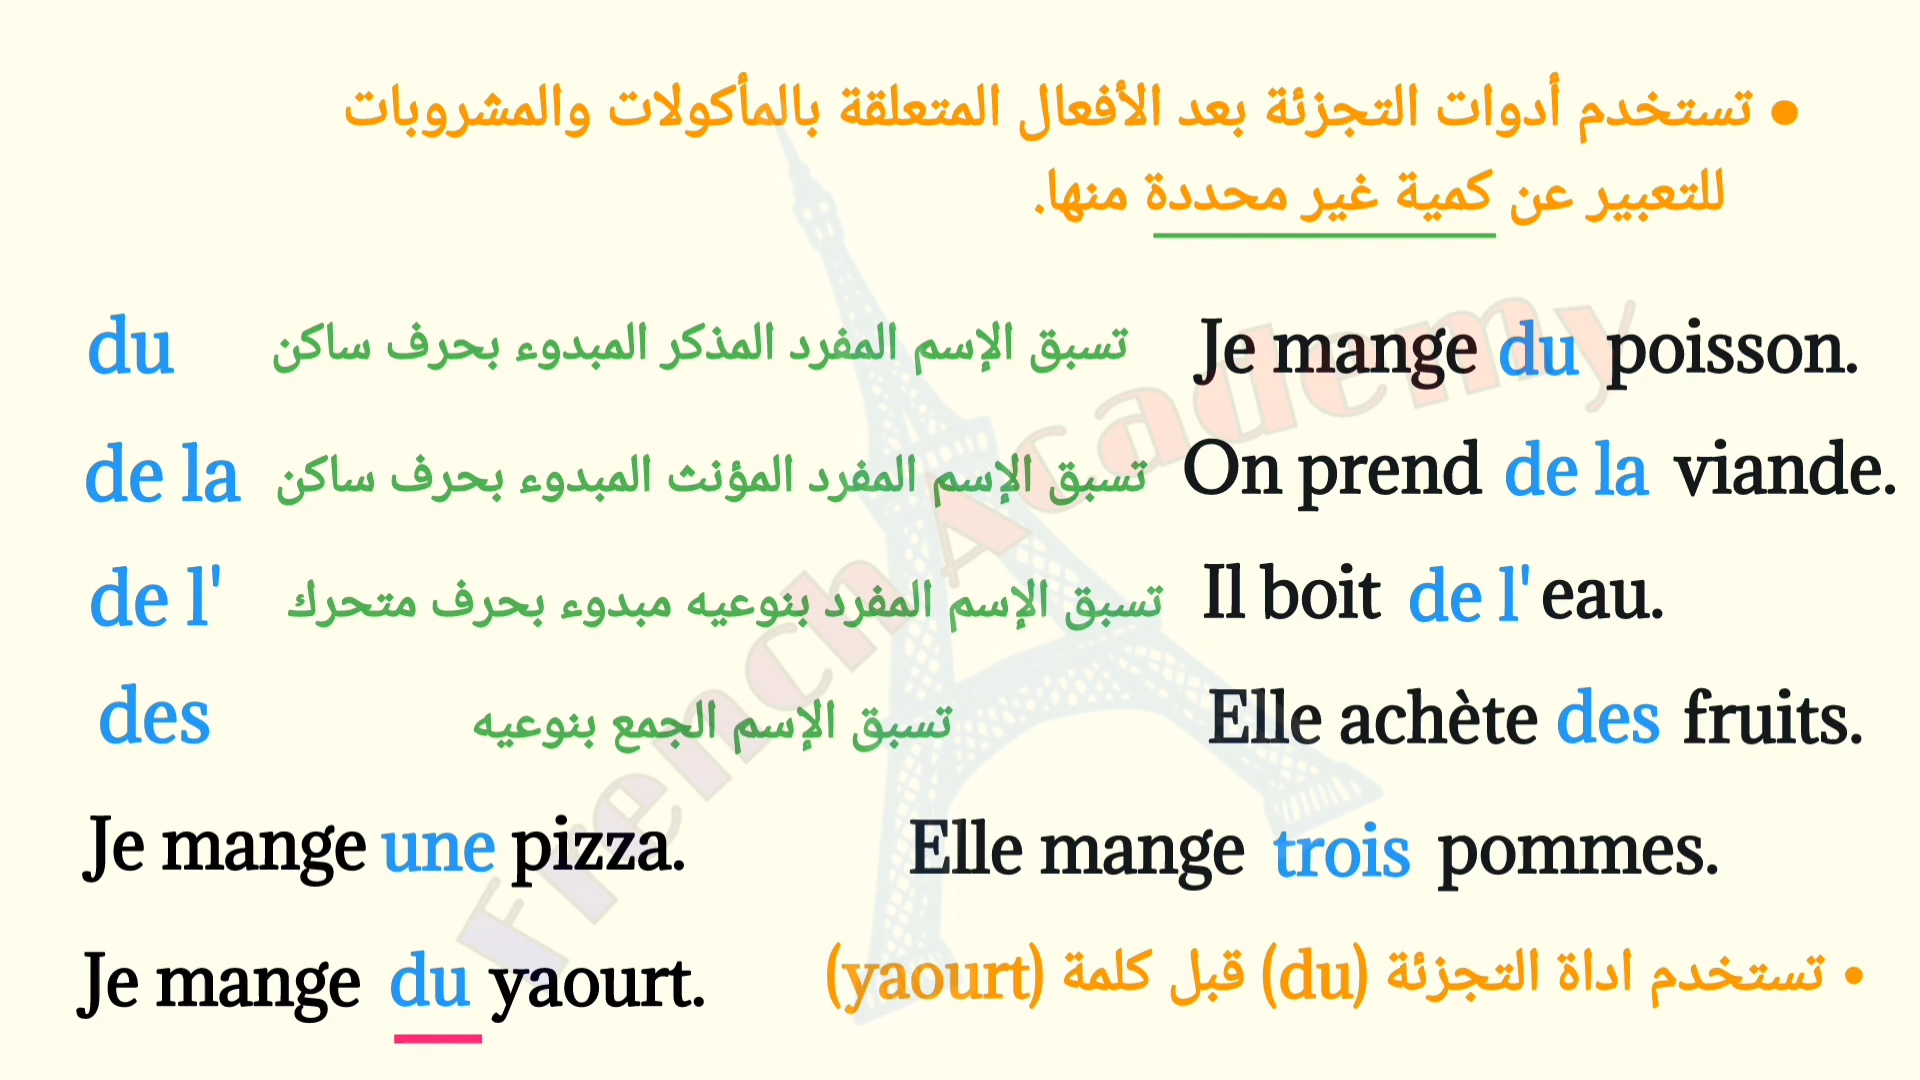 • تستخدم أدوات التجزئة بعد الأفعال المتعلقة بالمأكولات والمشروبات
للتعبير عن كمية غير محددة منها.
du تسبق الإسم المفرد المذكر المبدوء بحرف ساكن Je mange du poisson.
de la تسبق الإسم المفرد المؤنث المبدوء بحرف ساكن On prend de la viande.
de l' تسبق الإسم المفرد بنوعيه مبدوء بحرف متحرك Il boit de l'eau.
des تسبق الإسم الجمع بنوعيه Elle achète des fruits.
Je mange une pizza. Elle mange trois pommes.
Je mange du yaourt. • تستخدم اداة التجزئة (du) قبل كلمة (yaourt)
French Academy